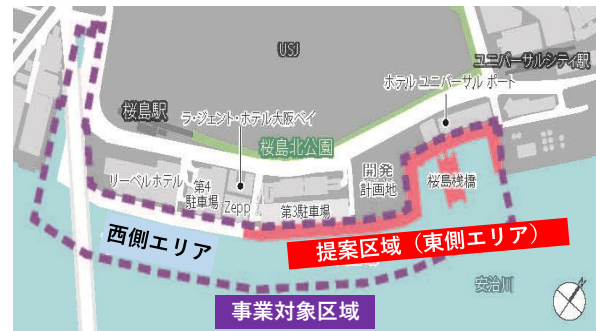 USJ
ユニバーサルシティ駅
ホテル ユニバーサル ポート
桜島駅
ラ・ジェント・ホテル大阪ベイ
桜島北公園
リーベルホテル
第4
駐車場
Zepp
第3駐車場
開発
計画地
桜島桟橋
西側エリア
提案区域（東側エリア）
安治川
事業対象区域